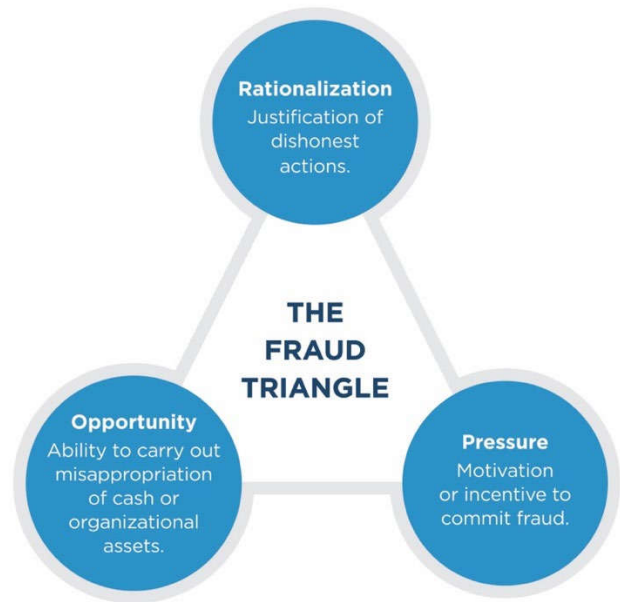 Rationalization
Justification of
dishonest
actions.
THE
FRAUD
TRIANGLE
Opportunity
Ability to carry out
misappropriation
of cash or
organizational
assets.
Pressure
Motivation
or incentive to
commit fraud.